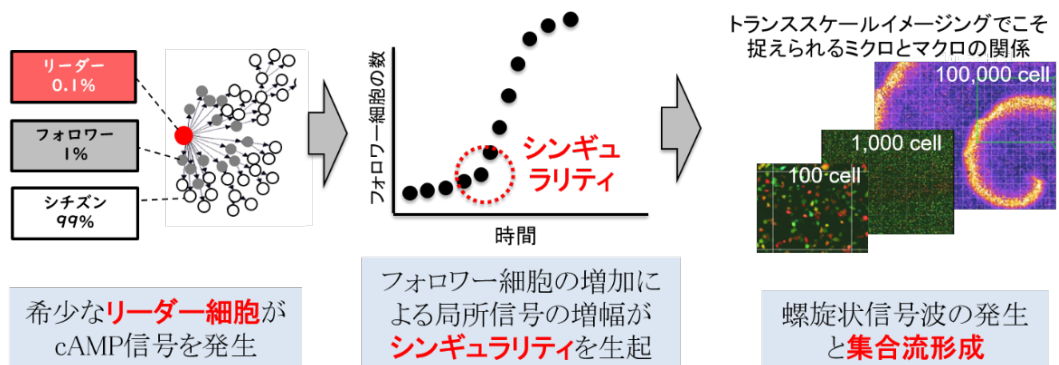 リーダー
0.1%
フォロワー
1%
シチズン
99%
希少なリーダー細胞が
cAMP信号を発生
フォロワー細胞の数
シンギュ
ラリティ
時間
フォロワー細胞の増加に
よる局所信号の増幅が
シンギュラリティを生起
トランススケールイメージングでこそ
捉えられるミクロとマクロの関係
100,000 cell
1,000 cell
100 cell
螺旋状信号波の発生
と集合流形成